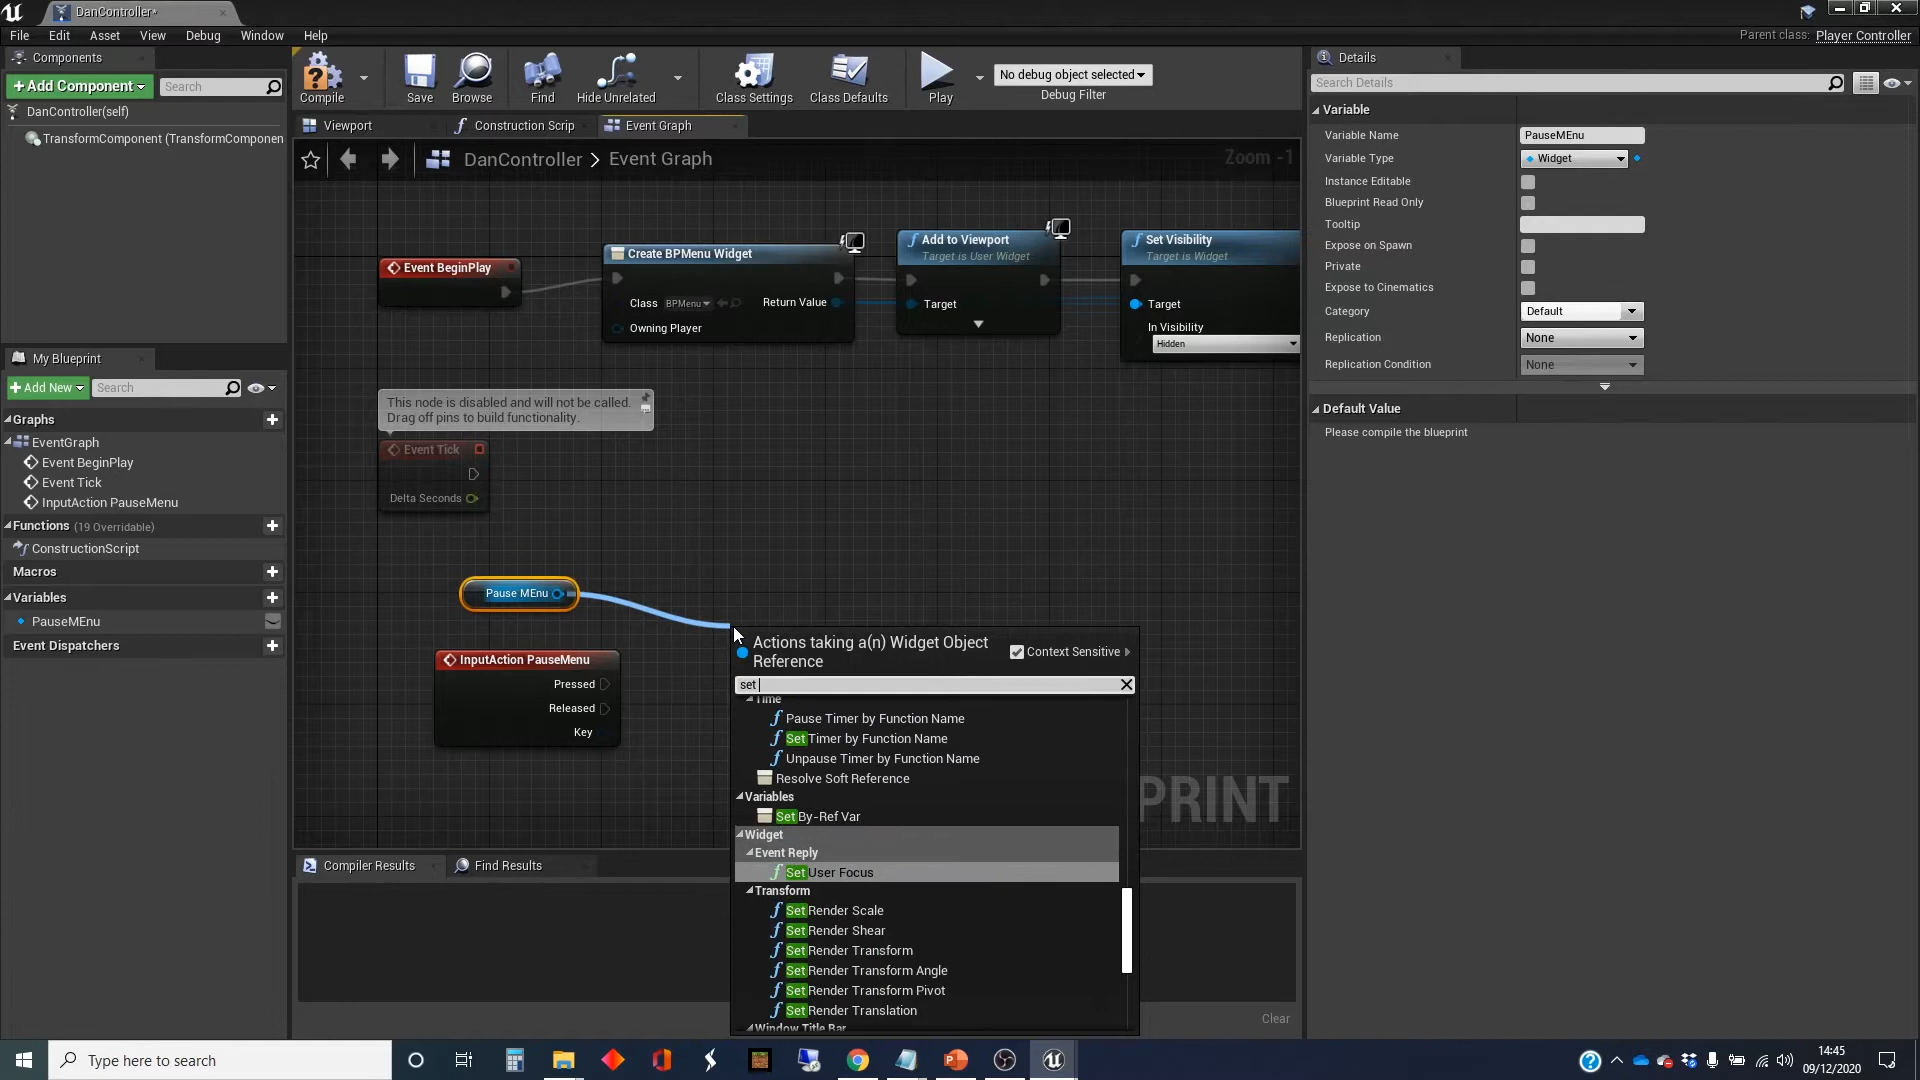 DanController*
File Edit Asset View Debug Window Help
Parent class: Player Controller
Components
+Add Component
Search
DanController(self)
TransformComponent (TransformComponen
Compile
Save
Browse
Find
Hide Unrelated
Class Settings
Class Defaults
Play
No debug object selected
Debug Filter
Viewport
Construction Scrip
Event Graph
DanController > Event Graph
Zoom -1
Event BeginPlay
Create BPMenu Widget
Class BPMenu
Return Value
Owning Player
Add to Viewport
Target is User Widget
Target
Set Visibility
Target is Widget
Target
In Visibility
Hidden
This node is disabled and will not be called.
Drag off pins to build functionality.
Event Tick
Delta Seconds
Pause MEnu
InputAction PauseMenu
Pressed
Released
Key
PRINT
Actions taking a(n) Widget Object
Reference
Context Sensitive
set
Time
Pause Timer by Function Name
Set Timer by Function Name
Unpause Timer by Function Name
Resolve Soft Reference
Variables
Set By-Ref Var
Widget
Event Reply
Set User Focus
Transform
Set Render Scale
Set Render Shear
Set Render Transform
Set Render Transform Angle
Set Render Transform Pivot
Set Render Translation
Window Title Bar
My Blueprint
+Add New
Search
Graphs
EventGraph
Event BeginPlay
Event Tick
InputAction PauseMenu
Functions (19 Overridable)
ConstructionScript
Macros
Variables
PauseMEnu
Event Dispatchers
Compiler Results
Find Results
Clear
Details
Search Details
Variable
Variable Name PauseMEnu
Variable Type Widget
Instance Editable
Blueprint Read Only
Tooltip
Expose on Spawn
Private
Expose to Cinematics
Category Default
Replication None
Replication Condition None
Default Value
Please compile the blueprint
Type here to search
14:45
09/12/2020